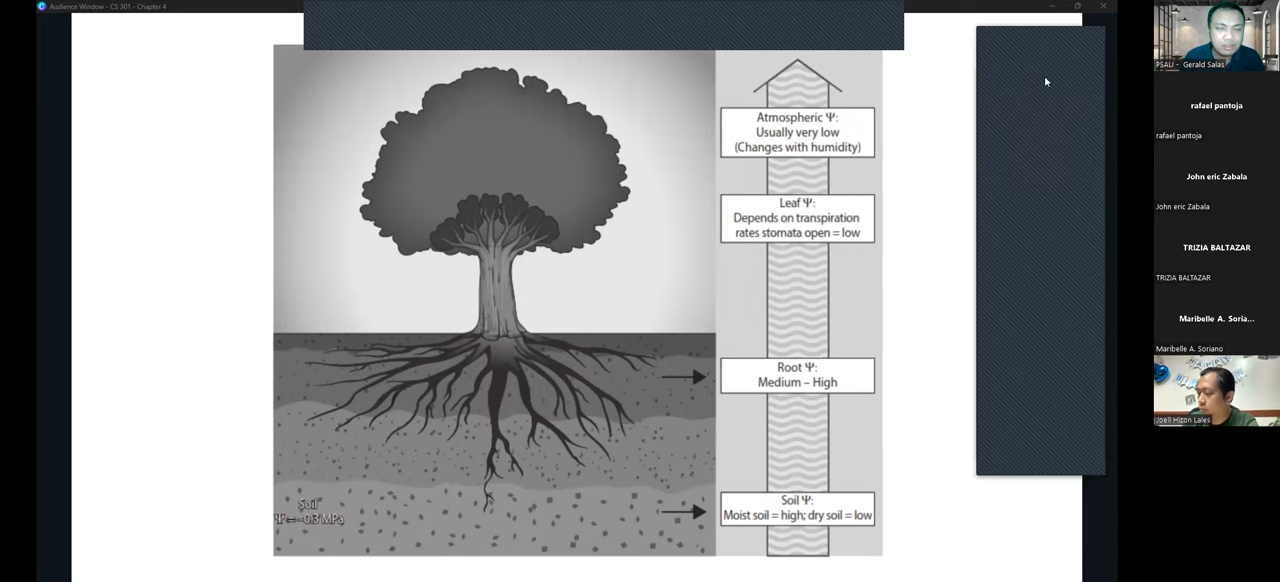 Audience Window - CS 301 - Chapter 4
Atmospheric Ψ:
Usually very low
(Changes with humidity)
Leaf Ψ:
Depends on transpiration
rates stomata open = low
Root Ψ:
Medium – High
Soil Ψ:
Moist soil = high; dry soil = low
Soil
Ψ = −0.3 MPa
PSAU - Gerald Salas
rafael pantoja
rafael pantoja
John eric Zabala
John eric Zabala
TRIZIA BALTAZAR
TRIZIA BALTAZAR
Maribelle A. Soria...
Maribelle A. Soriano
Joell Hizon Lales